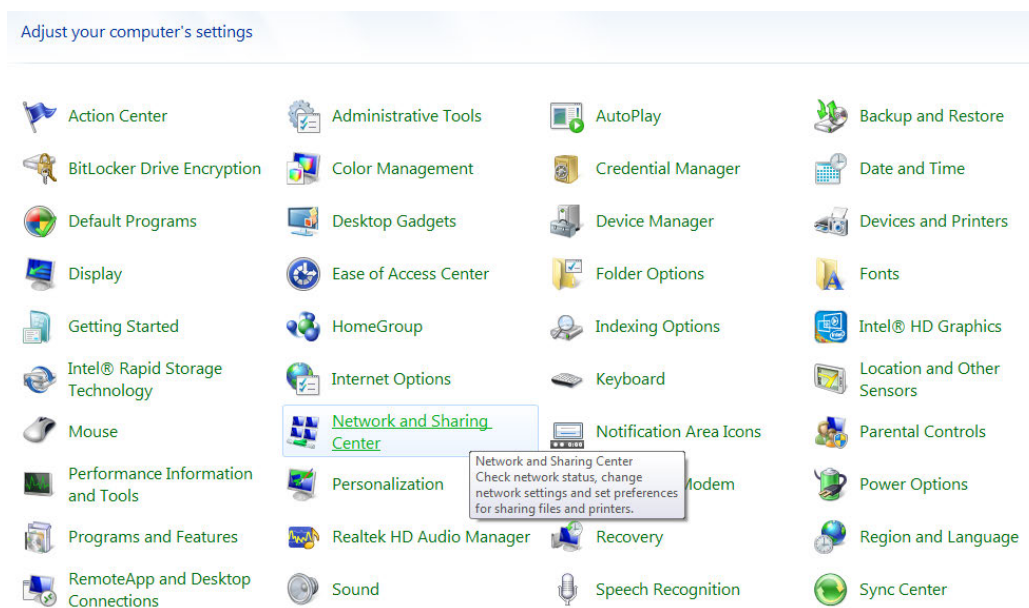 Adjust your computer's settings
Action Center
Administrative Tools
AutoPlay
Backup and Restore
BitLocker Drive Encryption
Color Management
Credential Manager
Date and Time
Default Programs
Desktop Gadgets
Device Manager
Devices and Printers
Display
Ease of Access Center
Folder Options
Fonts
Getting Started
HomeGroup
Indexing Options
Intel® HD Graphics
Intel® Rapid Storage
Technology
Internet Options
Keyboard
Location and Other
Sensors
Mouse
Network and Sharing
Center
Notification Area Icons
Parental Controls
Performance Information
and Tools
Personalization
Network and Sharing Center
Check network status, change
network settings and set preferences
for sharing files and printers.
Modem
Power Options
Programs and Features
Realtek HD Audio Manager
Recovery
Region and Language
RemoteApp and Desktop
Connections
Sound
Speech Recognition
Sync Center